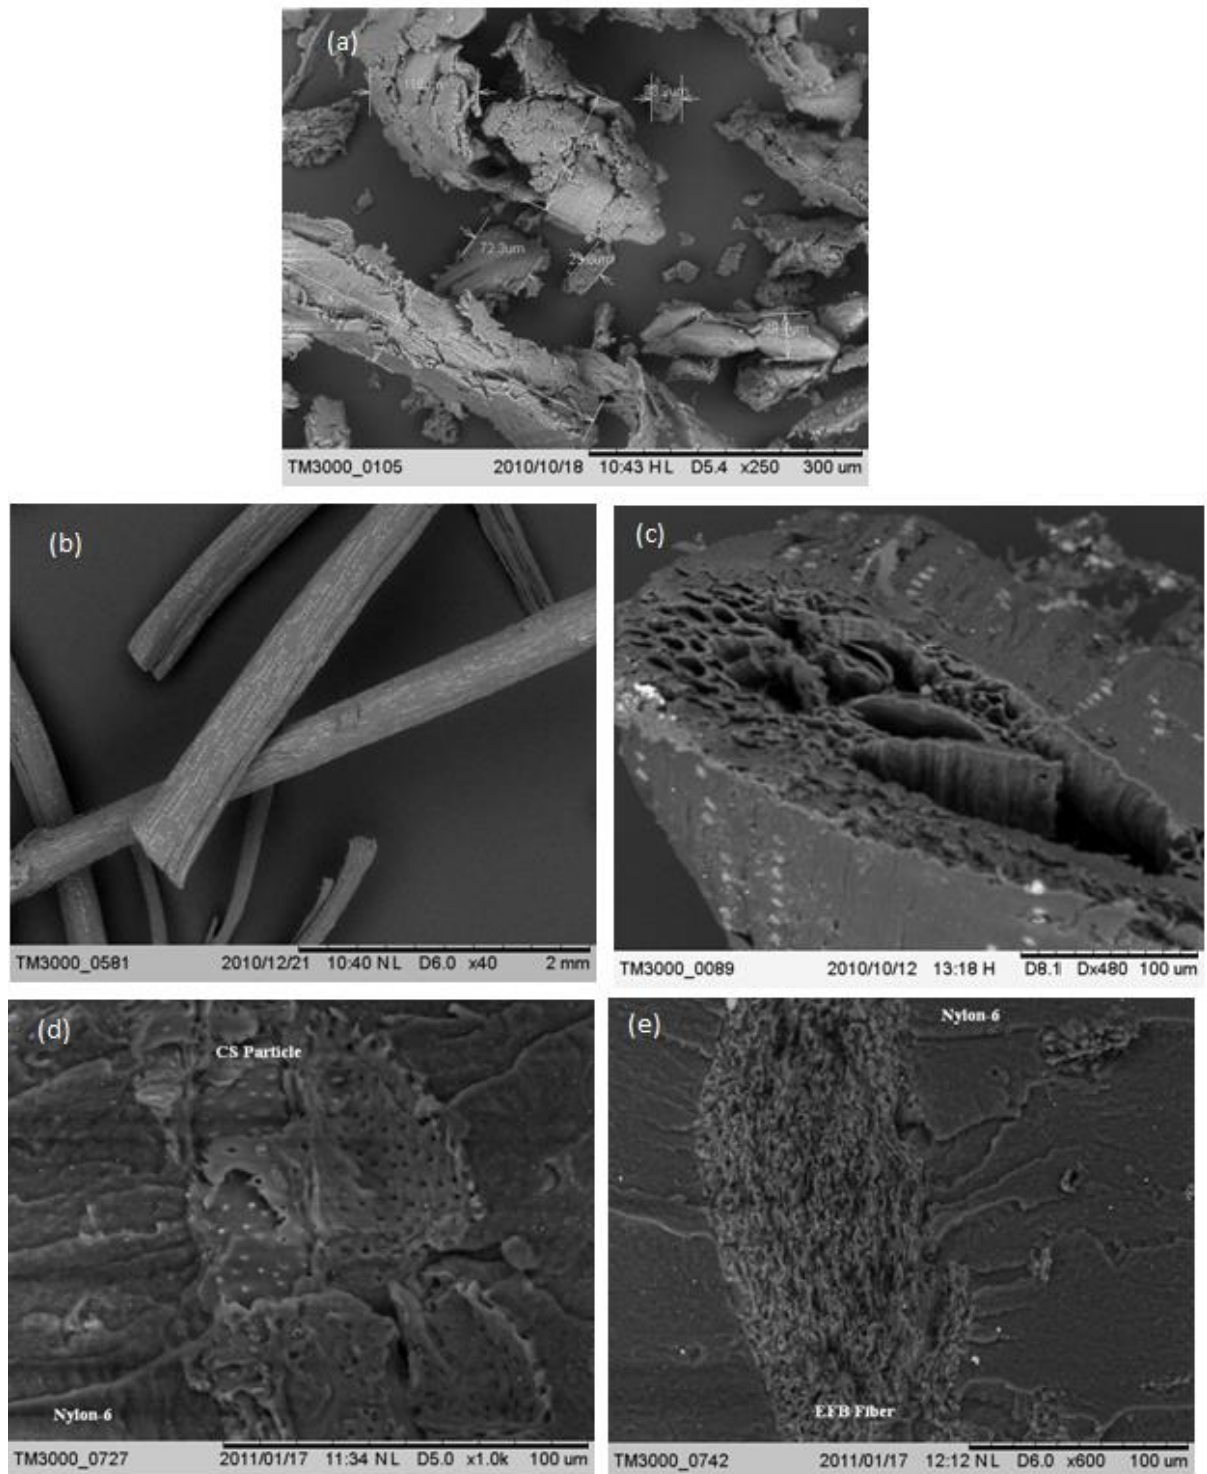 (a)
72.3um
TM3000_0105 2010/10/18 10:43 HL D5.4 x250 300 um
(b)
(c)
TM3000_0581 2010/12/21 10:40 NL D6.0 x40 2 mm
TM3000_0089 2010/10/12 13:18 H D8.1 Dx480 100 um
(d)
CS Particle
Nylon-6
TM3000_0727 2011/01/17 11:34 NL D5.0 x1.0k 100 um
(e)
Nylon-6
EFB Fiber
TM3000_0742 2011/01/17 12:12 NL D6.0 x600 100 um